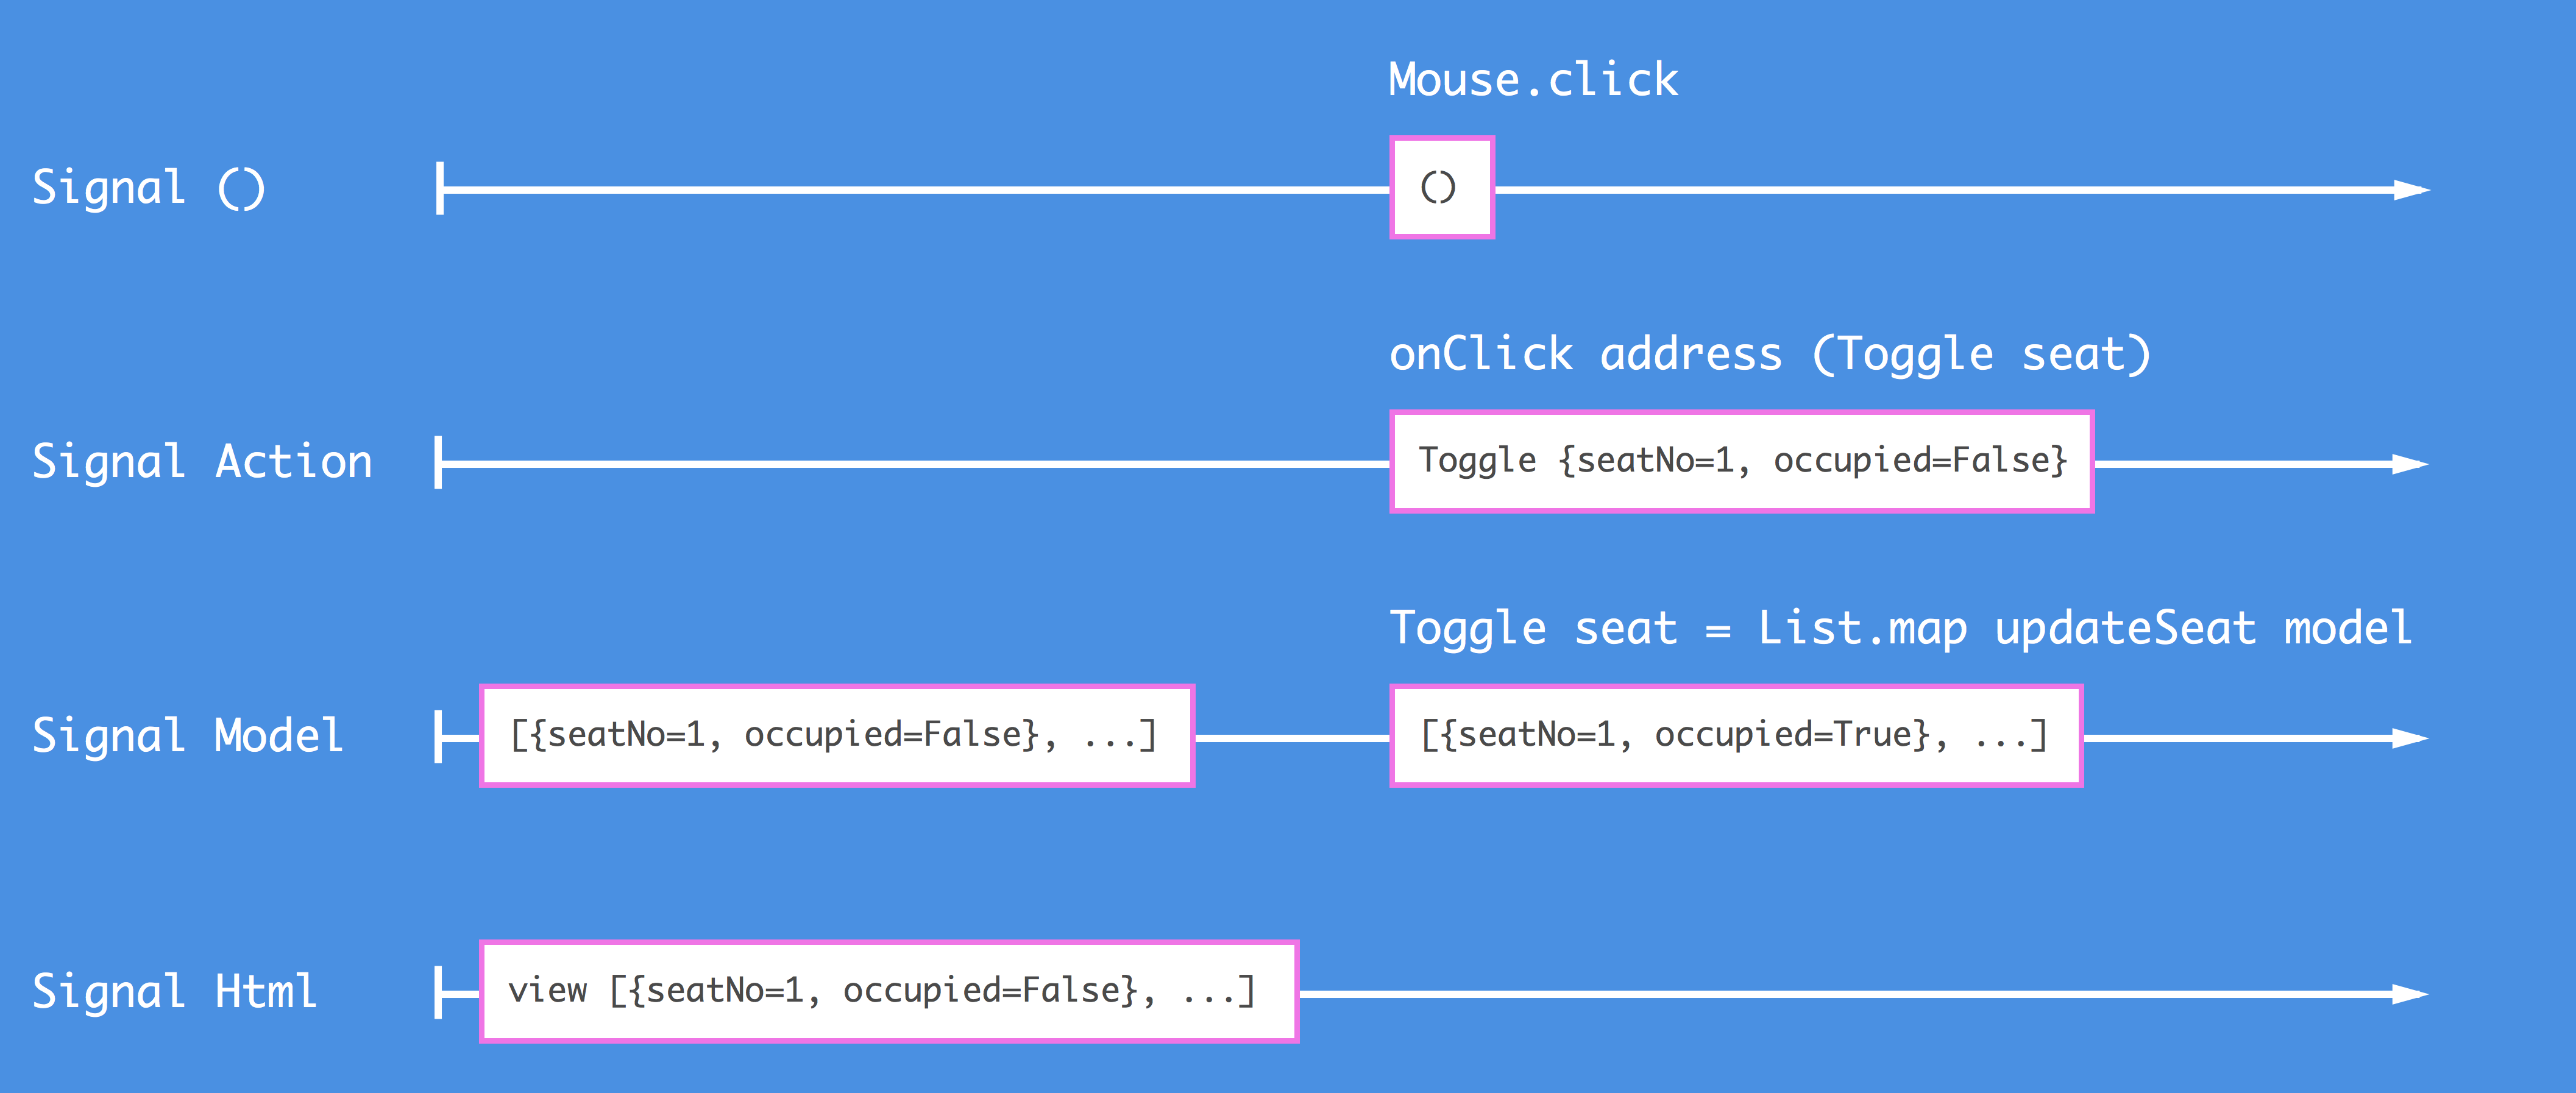 Mouse.click
Signal () ()
onClick address (Toggle seat)
Signal Action Toggle {seatNo=1, occupied=False}
Toggle seat = List.map updateSeat model
Signal Model [{seatNo=1, occupied=False}, ...] [{seatNo=1, occupied=True}, ...]
Signal Html view [{seatNo=1, occupied=False}, ...]